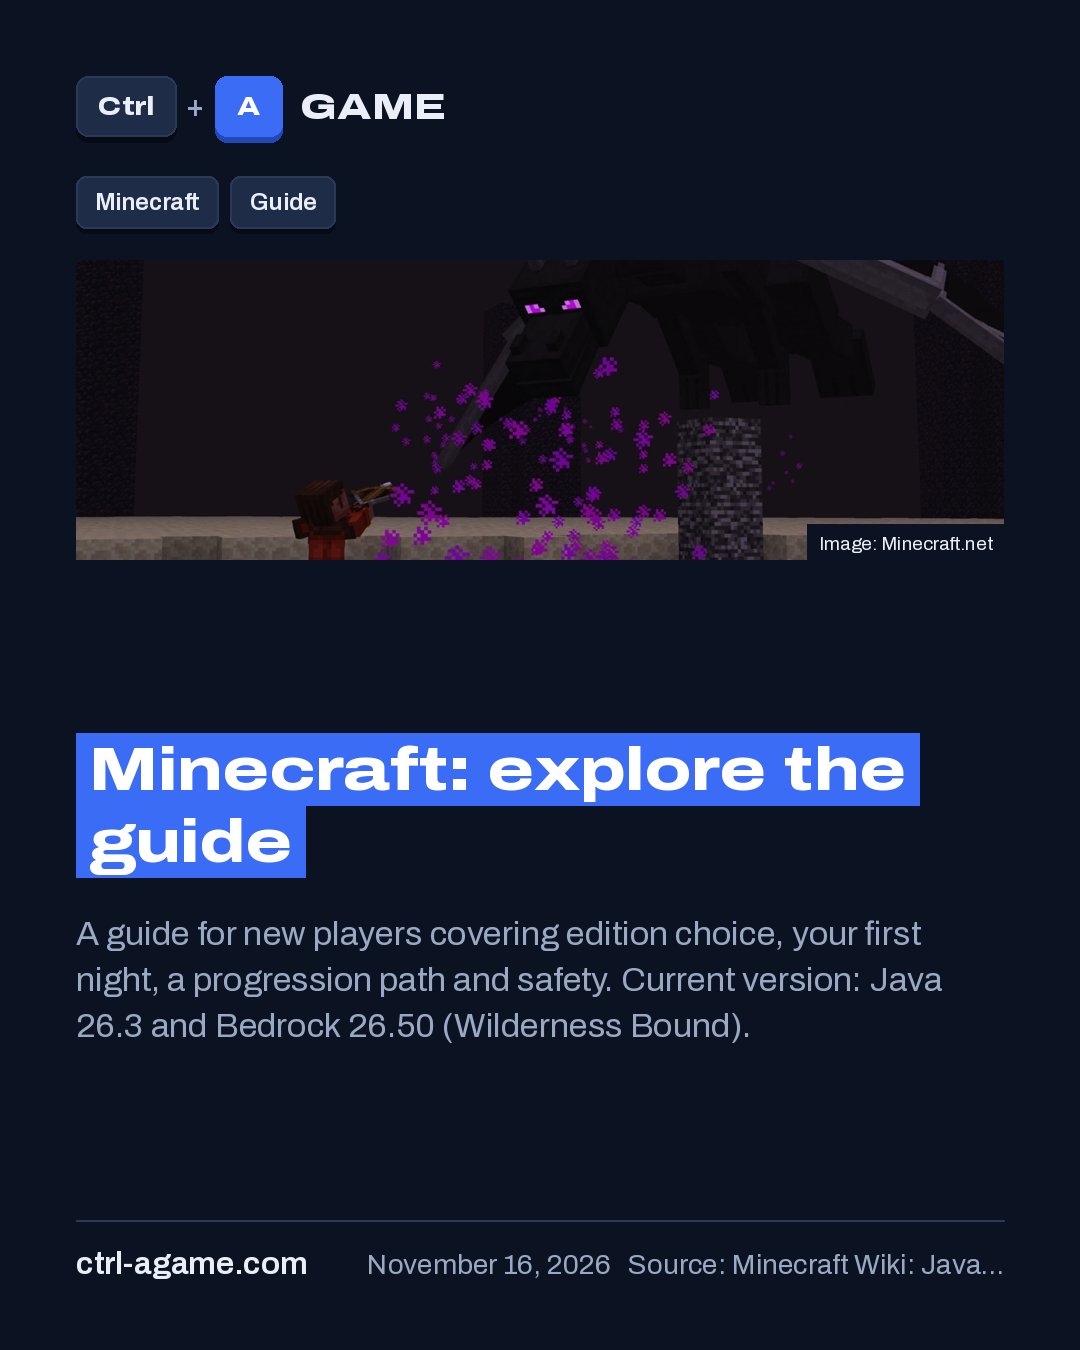 Ctrl + A GAME
Minecraft Guide
Image: Minecraft.net
Minecraft: explore the
guide
A guide for new players covering edition choice, your first
night, a progression path and safety. Current version: Java
26.3 and Bedrock 26.50 (Wilderness Bound).
ctrl-agame.com November 16, 2026 Source: Minecraft Wiki: Java…